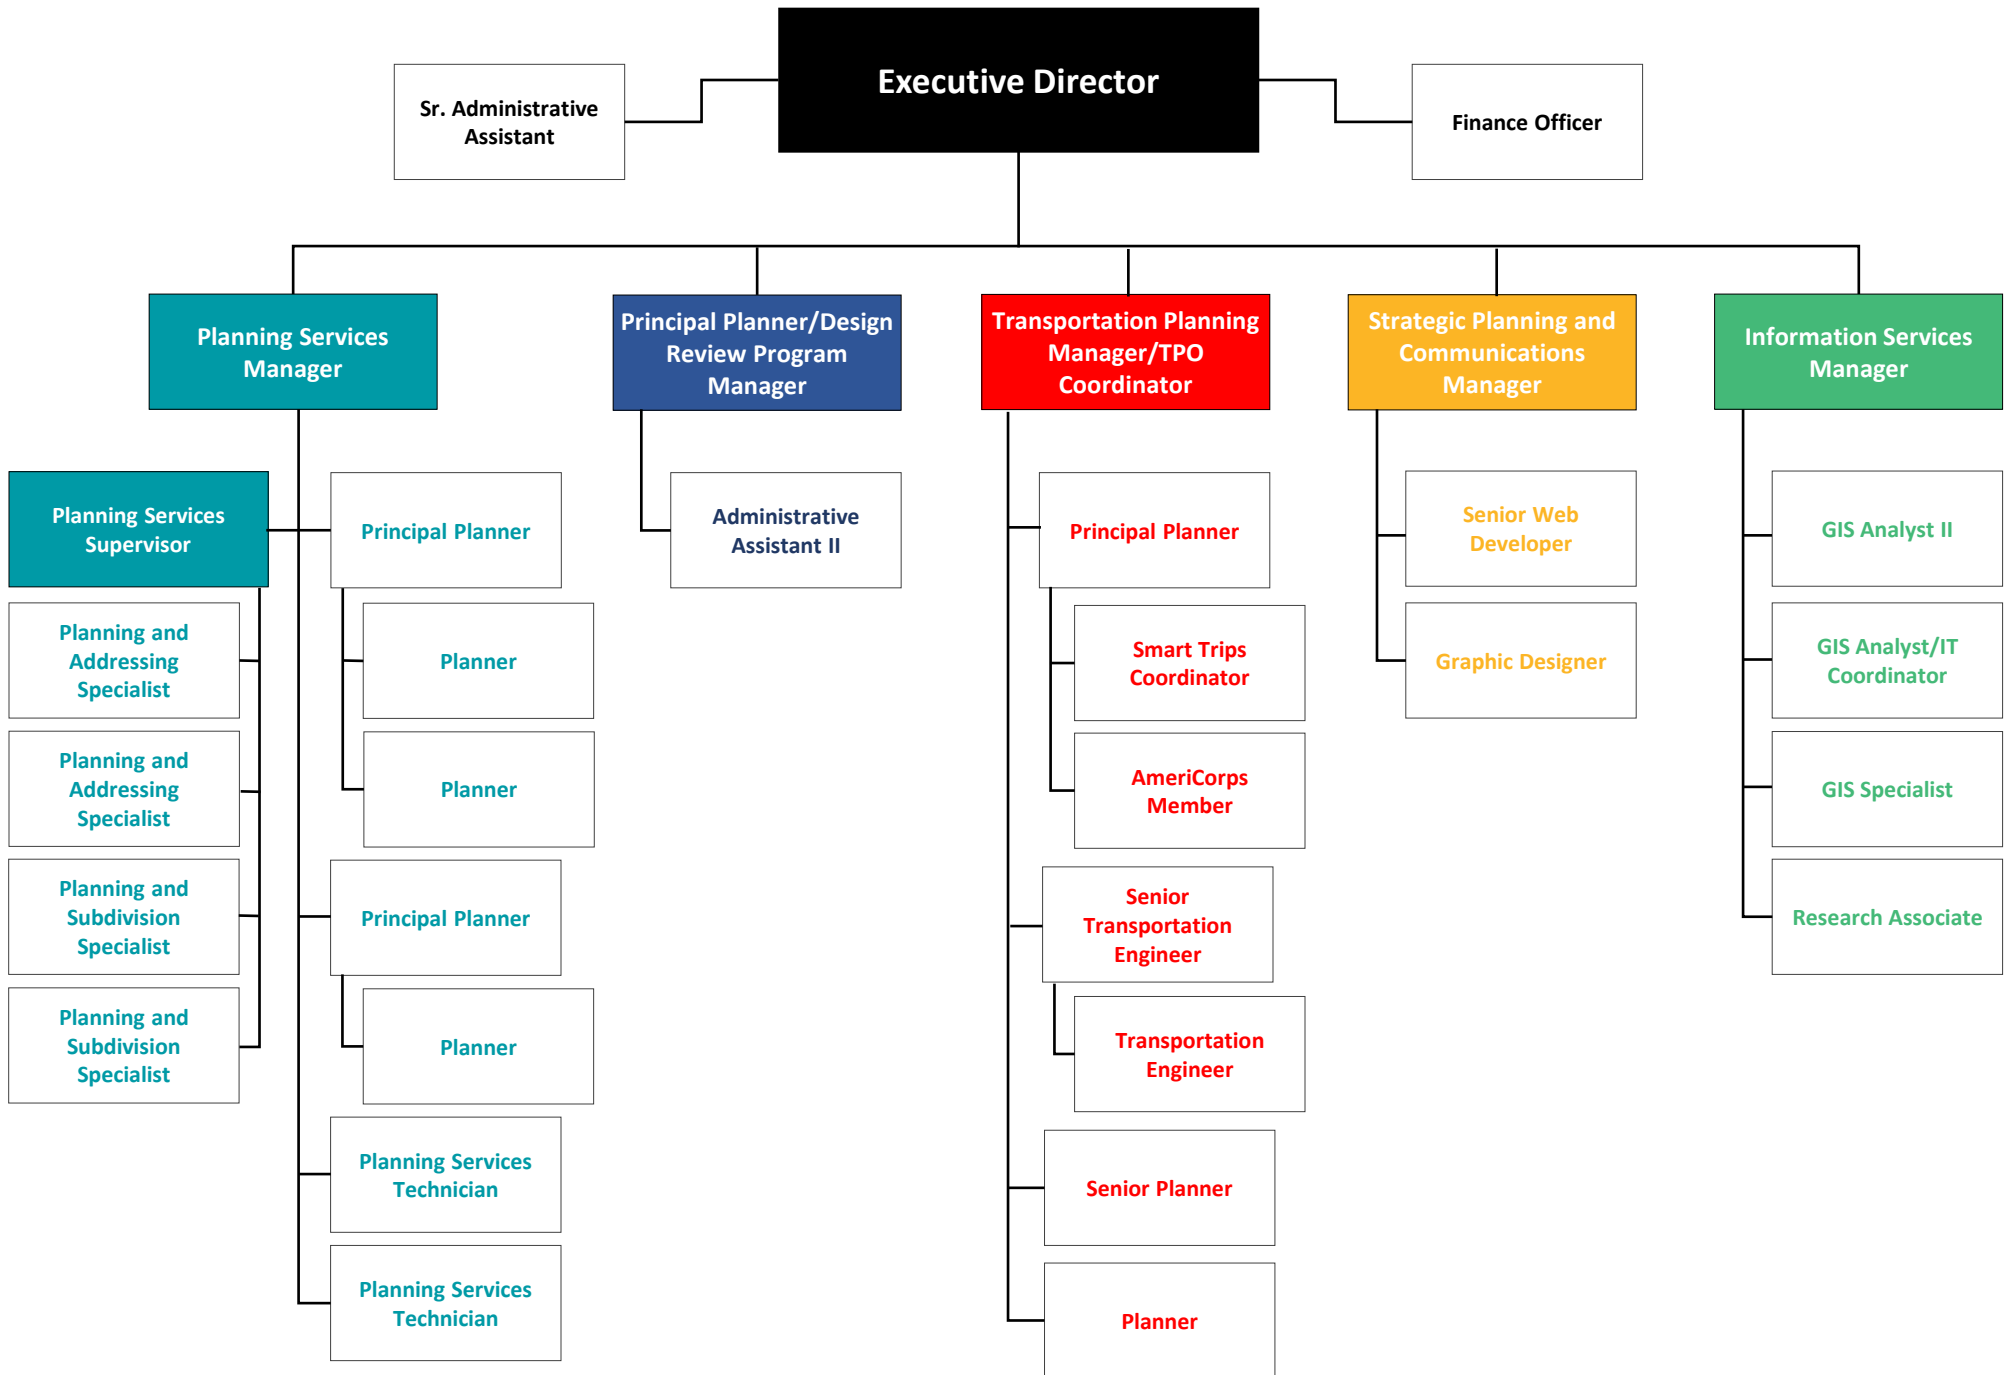 Executive Director
Sr. Administrative
Assistant
Finance Officer
Planning Services
Manager
Principal Planner/Design
Review Program
Manager
Transportation Planning
Manager/TPO
Coordinator
Strategic Planning and
Communications
Manager
Information Services
Manager
Planning Services
Supervisor
Planning and
Addressing
Specialist
Planning and
Addressing
Specialist
Planning and
Subdivision
Specialist
Planning and
Subdivision
Specialist
Principal Planner
Planner
Planner
Principal Planner
Planner
Planning Services
Technician
Planning Services
Technician
Administrative
Assistant II
Principal Planner
Smart Trips
Coordinator
AmeriCorps
Member
Senior
Transportation
Engineer
Transportation
Engineer
Senior Planner
Planner
Senior Web
Developer
Graphic Designer
GIS Analyst II
GIS Analyst/IT
Coordinator
GIS Specialist
Research Associate